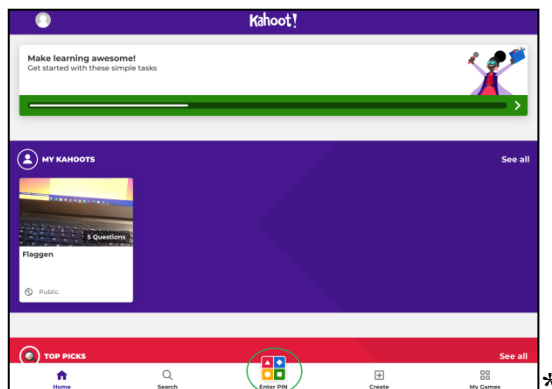 Kahoot!
Make learning awesome!
Get started with these simple tasks
MY KAHOOTS
See all
5 Questions
Flaggen
Public
TOP PICKS
See all
Home
Search
Enter PIN
Create
My Games
*